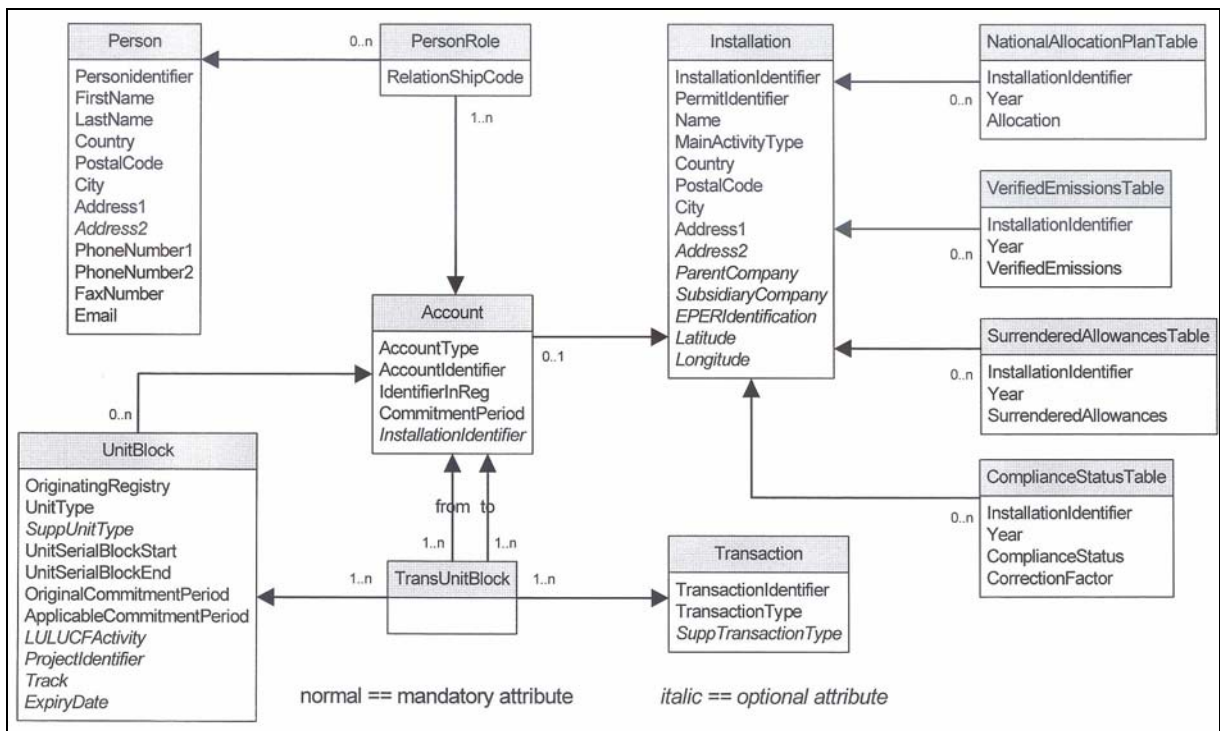 Person
Personidentifier
FirstName
LastName
Country
PostalCode
City
Address1
Address2
PhoneNumber1
PhoneNumber2
FaxNumber
Email
0..n
PersonRole
RelationShipCode
1..n
Installation
InstallationIdentifier
PermitIdentifier
Name
MainActivityType
Country
PostalCode
City
Address1
Address2
ParentCompany
SubsidiaryCompany
EPERIdentification
Latitude
Longitude
NationalAllocationPlanTable
InstallationIdentifier
Year
Allocation
0..n
VerifiedEmissionsTable
InstallationIdentifier
Year
VerifiedEmissions
0..n
SurrenderedAllowancesTable
InstallationIdentifier
Year
SurrenderedAllowances
0..n
ComplianceStatusTable
InstallationIdentifier
Year
ComplianceStatus
CorrectionFactor
0..n
Account
AccountType
AccountIdentifier
IdentifierInReg
CommitmentPeriod
InstallationIdentifier
0..1
0..n
UnitBlock
OriginatingRegistry
UnitType
SuppUnitType
UnitSerialBlockStart
UnitSerialBlockEnd
OriginalCommitmentPeriod
ApplicableCommitmentPeriod
LULUCFActivity
ProjectIdentifier
Track
ExpiryDate
from to
1..n 1..n
1..n
TransUnitBlock
1..n
Transaction
TransactionIdentifier
TransactionType
SuppTransactionType
normal == mandatory attribute
italic == optional attribute